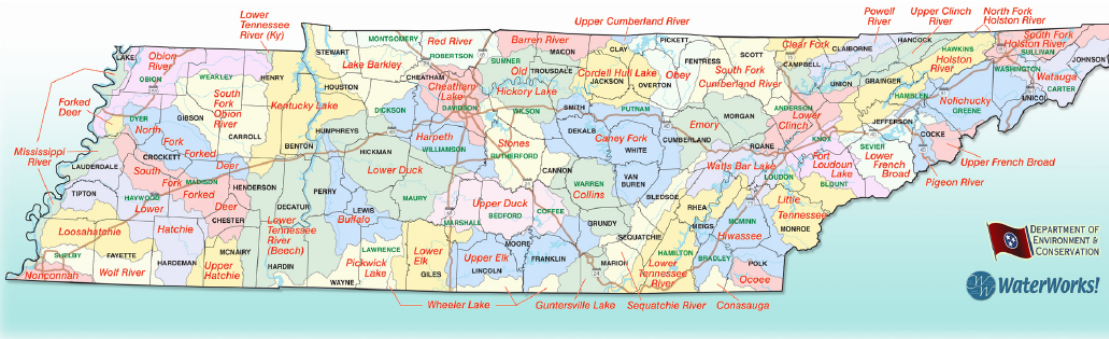 Lower
Tennessee
River (Ky)
Upper Cumberland River
Powell
River
Upper Clinch
River
North Fork
Holston River
LAKE
Obion
River
OBION
WEAKLEY
HENRY
STEWART
MONTGOMERY
Red River
ROBERTSON
Lake Barkley
HOUSTON
CHEATHAM
Cheatham
Lake
DAVIDSON
Barren River
MACON
SUMNER
Old
Hickory Lake
TROUSDALE
WILSON
SMITH
CLAY
Cordell Hull Lake
JACKSON
PICKETT
Obey
OVERTON
FENTRESS
SCOTT
South Fork
Cumberland River
Clear Fork
CAMPBELL
CLAIBORNE
HANCOCK
HAWKINS
Holston
River
South Fork
Holston River
SULLIVAN
JOHNSON
WASHINGTON
Watauga
CARTER
UNICO
Nolichucky
GREENE
HAMBLEN
GRAINGER
UNION
JEFFERSON
COCKE
ANDERSON
Lower
Clinch
KNOX
SEVIER
Lower
French
Broad
Upper French Broad
Pigeon River
Fort
Loudoun
Lake
LOUDON
BLOUNT
Little
Tennessee
MONROE
Forked
Deer
Mississippi
River
DYER
North
Fork
Forked
Deer
GIBSON
South
Fork
Obion
River
CARROLL
CROCKETT
LAUDERDALE
South
Fork
Forked
Deer
MADISON
HAYWOOD
TIPTON
Lower
Hatchie
Loosahatchie
SHELBY
Nonconnah
FAYETTE
Wolf River
HARDEMAN
CHESTER
HENDERSON
MCNAIRY
Upper
Hatchie
Kentucky Lake
BENTON
HUMPHREYS
DICKSON
Harpeth
WILLIAMSON
HICKMAN
Lower Duck
PERRY
DECATUR
Lower
Tennessee
River
(Beech)
HARDIN
LEWIS
Buffalo
MAURY
LAWRENCE
Pickwick
Lake
WAYNE
Lower
Elk
GILES
MARSHALL
Upper Duck
BEDFORD
COFFEE
MOORE
Upper Elk
LINCOLN
FRANKLIN
Stones
RUTHERFORD
CANNON
DEKALB
Caney Fork
WHITE
PUTNAM
WARREN
Collins
VAN
BUREN
CUMBERLAND
Emory
MORGAN
ROANE
Watts Bar Lake
BLEDSOE
RHEA
GRUNDY
SEQUATCHIE
MARION
HAMILTON
Lower
Tennessee
River
MEIGS
MCMINN
Hiwassee
BRADLEY
POLK
Ocoee
Wheeler Lake
Guntersville Lake
Sequatchie River
Conasauga
DEPARTMENT OF
ENVIRONMENT &
CONSERVATION
WaterWorks!